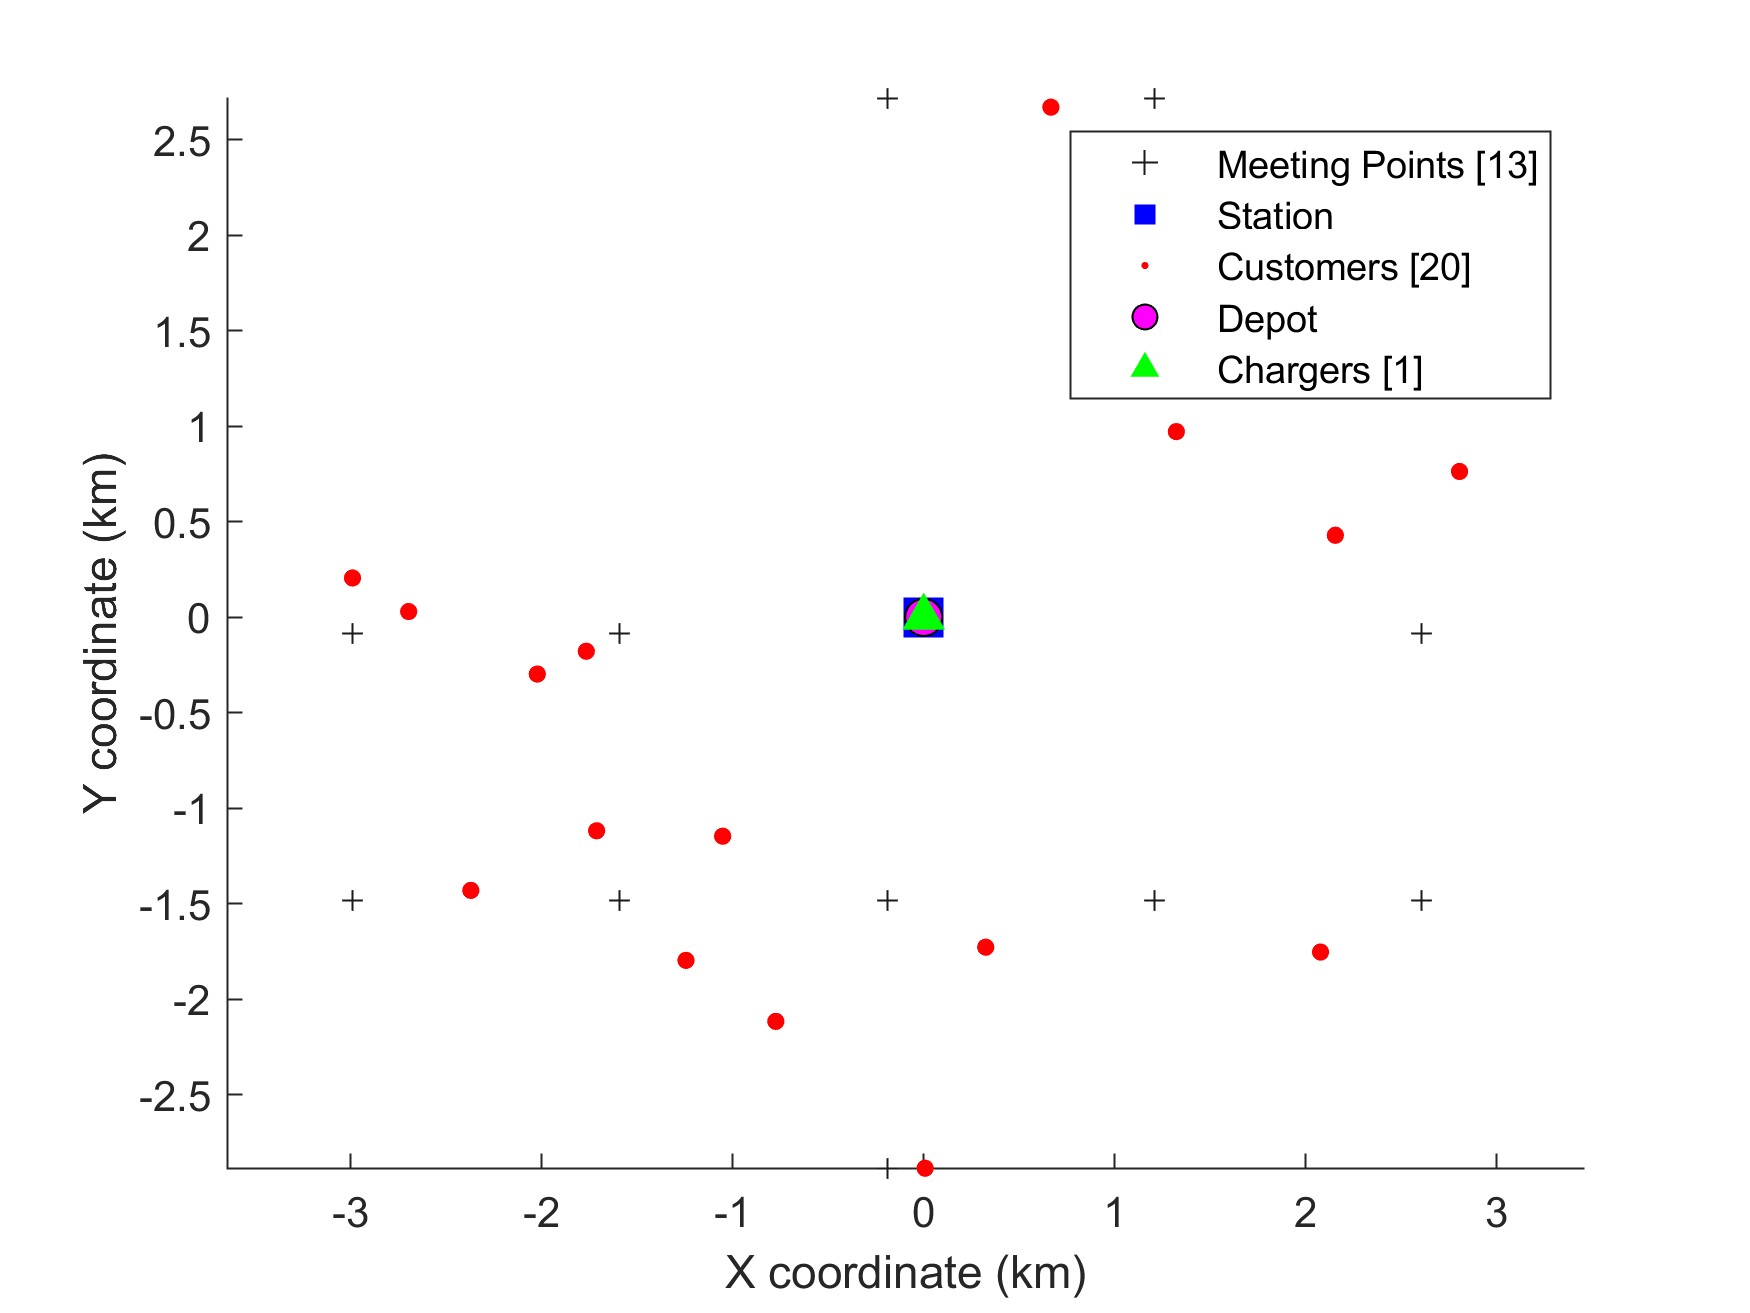 2.5
2
1.5
1
0.5
0
-0.5
-1
-1.5
-2
-2.5
Y coordinate (km)
Meeting Points [13]
Station
Customers [20]
Depot
Chargers [1]
-3 -2 -1 0 1 2 3
X coordinate (km)